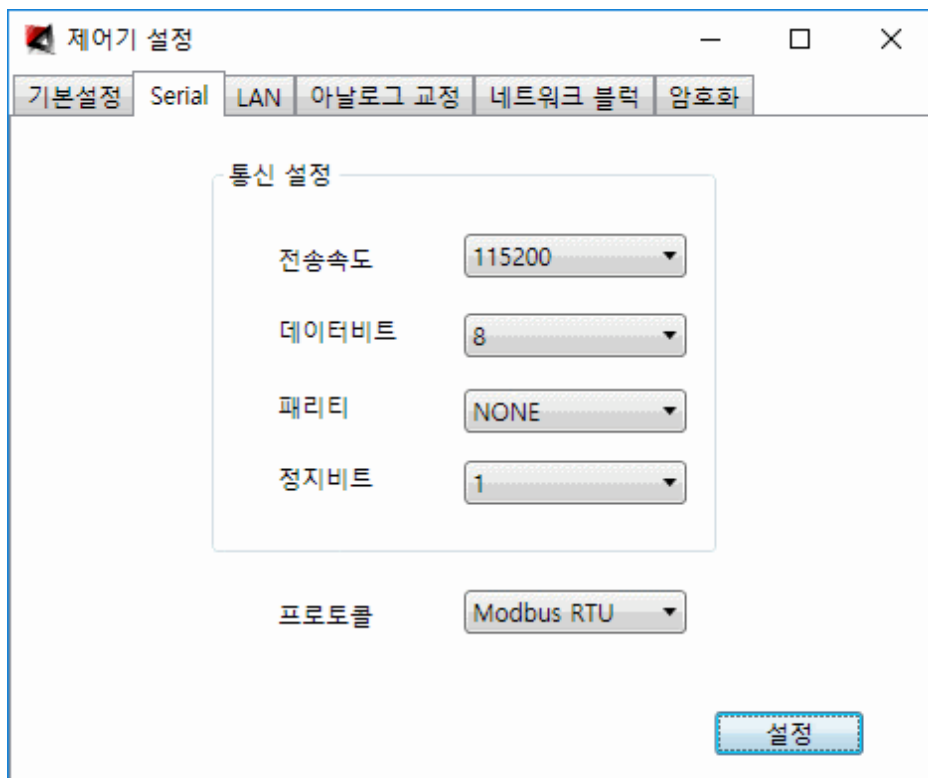 제어기 설정
기본설정 Serial LAN 아날로그 교정 네트워크 블럭 암호화
통신 설정
전송속도 115200
데이터비트 8
패리티 NONE
정지비트 1
프로토콜 Modbus RTU
설정